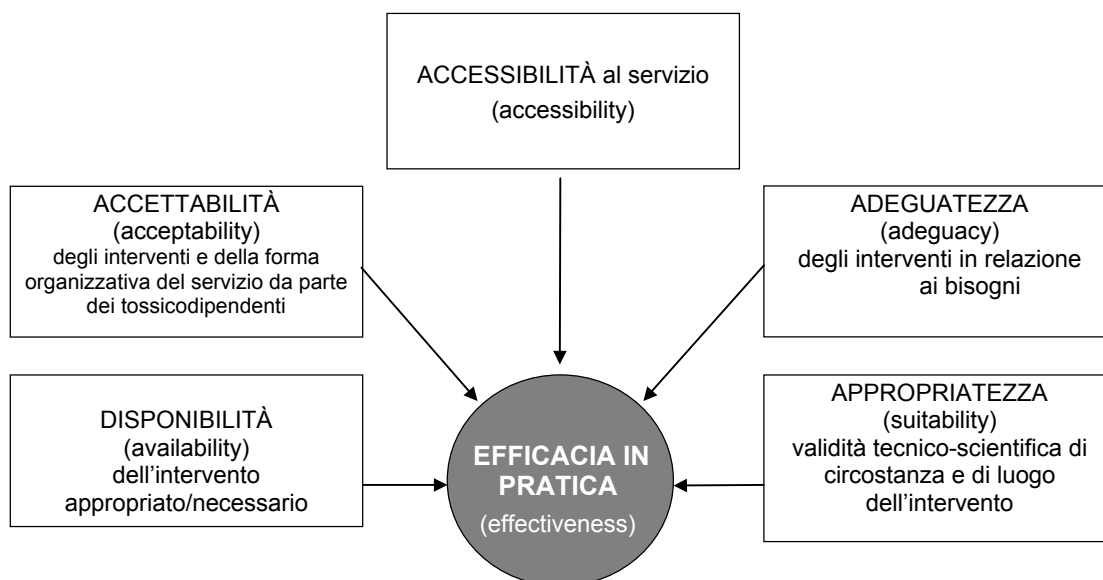 ACCESSIBILITÀ al servizio
(accessibility)
ACCETTABILITÀ
(acceptability)
degli interventi e della forma
organizzativa del servizio da parte
dei tossicodipendenti
ADEGUATEZZA
(adeguacy)
degli interventi in relazione
ai bisogni
DISPONIBILITÀ
(availability)
dell’intervento
appropriato/necessario
EFFICACIA IN
PRATICA
(effectiveness)
APPROPRIATEZZA
(suitability)
validità tecnico-scientifica di
circostanza e di luogo
dell’intervento